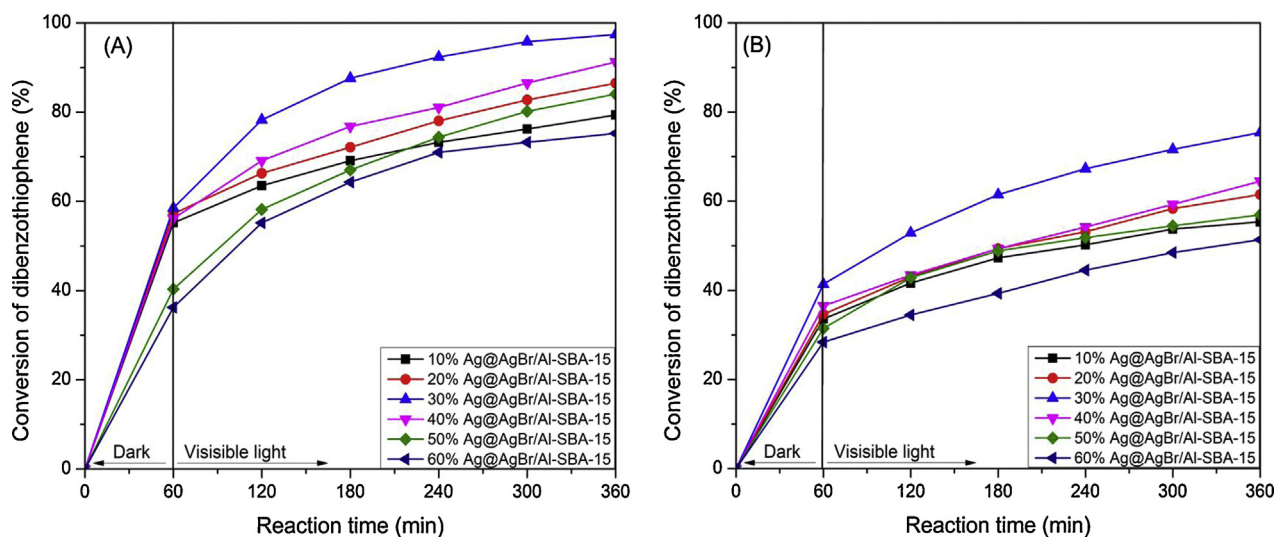 (A)
Conversion of dibenzothiophene (%)
100
80
60
40
20
0
Dark
Visisible light
10% Ag@AgBr/Al-SBA-15
20% Ag@AgBr/Al-SBA-15
30% Ag@AgBr/Al-SBA-15
40% Ag@AgBr/Al-SBA-15
50% Ag@AgBr/Al-SBA-15
60% Ag@AgBr/Al-SBA-15
0 60 120 180 240 300 360
Reaction time (min)
(B)
Conversion of dibenzothiophene (%)
100
80
60
40
20
0
Dark
Visisible light
10% Ag@AgBr/Al-SBA-15
20% Ag@AgBr/Al-SBA-15
30% Ag@AgBr/Al-SBA-15
40% Ag@AgBr/Al-SBA-15
50% Ag@AgBr/Al-SBA-15
60% Ag@AgBr/Al-SBA-15
0 60 120 180 240 300 360
Reaction time (min)